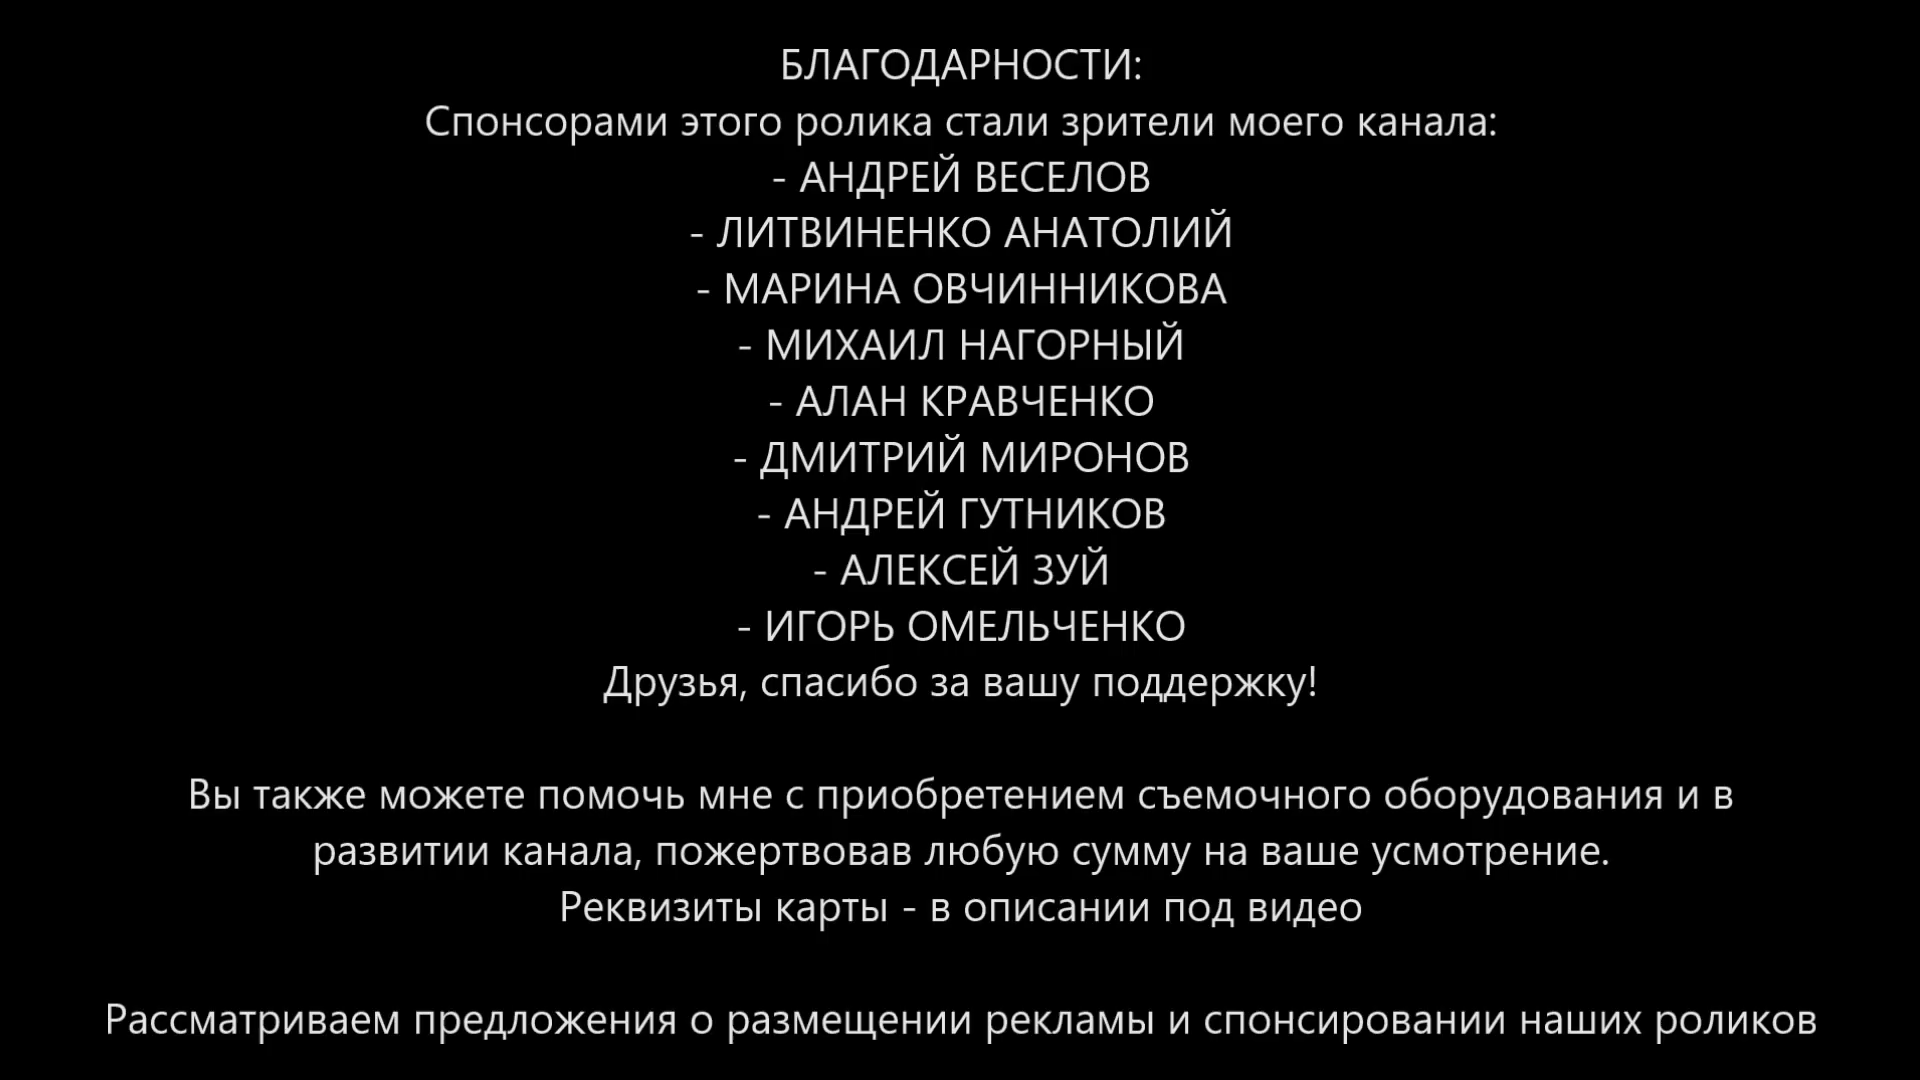 БЛАГОДАРНОСТИ:
Спонсорами этого ролика стали зрители моего канала:
- АНДРЕЙ ВЕСЕЛОВ
- ЛИТВИНЕНКО АНАТОЛИЙ
- МАРИНА ОВЧИННИКОВА
- МИХАИЛ НАГОРНЫЙ
- АЛАН КРАВЧЕНКО
- ДМИТРИЙ МИРОНОВ
- АНДРЕЙ ГУТНИКОВ
- АЛЕКСЕЙ ЗУЙ
- ИГОРЬ ОМЕЛЬЧЕНКО
Друзья, спасибо за вашу поддержку!
Вы также можете помочь мне с приобретением съемочного оборудования и в
развитии канала, пожертвовав любую сумму на ваше усмотрение.
Реквизиты карты - в описании под видео
Рассматриваем предложения о размещении рекламы и спонсировании наших роликов